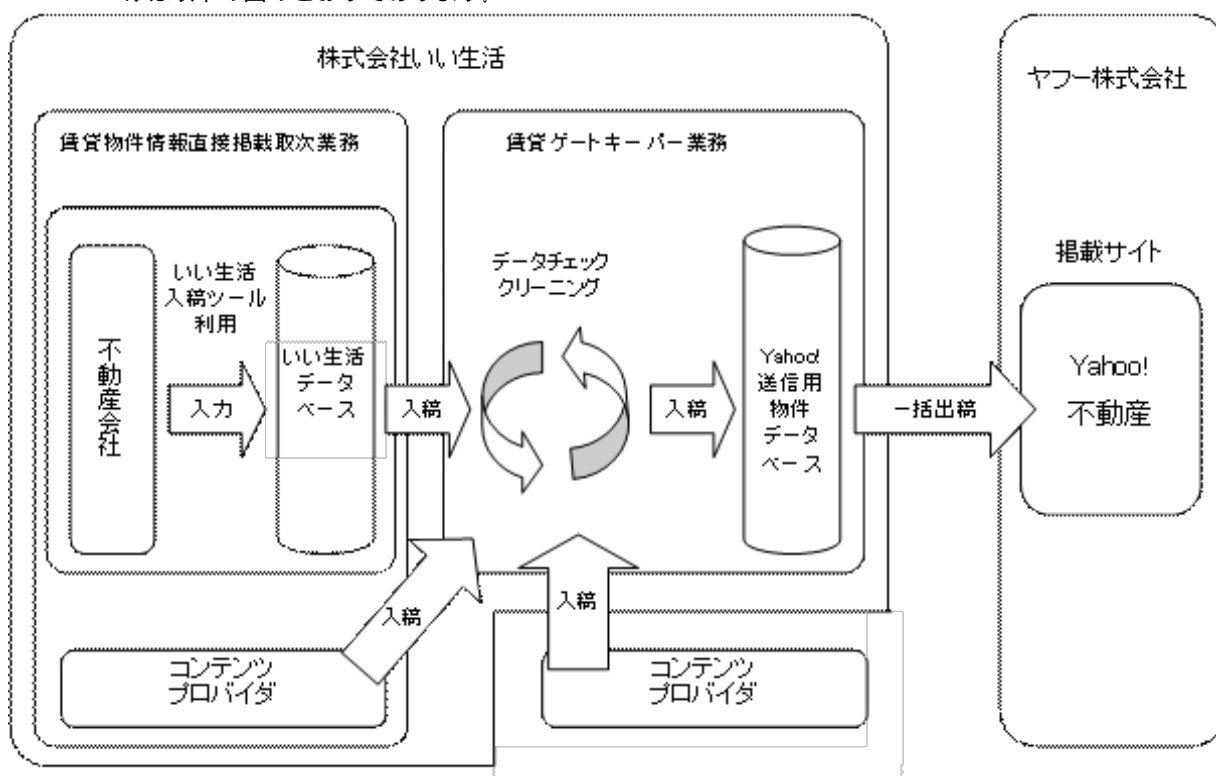 株式会社いい生活
ヤフー株式会社
賃貸物件情報直接掲載取次業務
賃貸ゲートキーパー業務
不動産会社
いい生活
入稿ツール
利用
入力
いい生活
データ
ベース
入稿
データチェック
クリーニング
入稿
Yahoo!
送信用
物件
データ
ベース
一括出稿
掲載サイト
Yahoo!
不動産
入稿
入稿
コンテンツ
プロバイダ
コンテンツ
プロバイダ